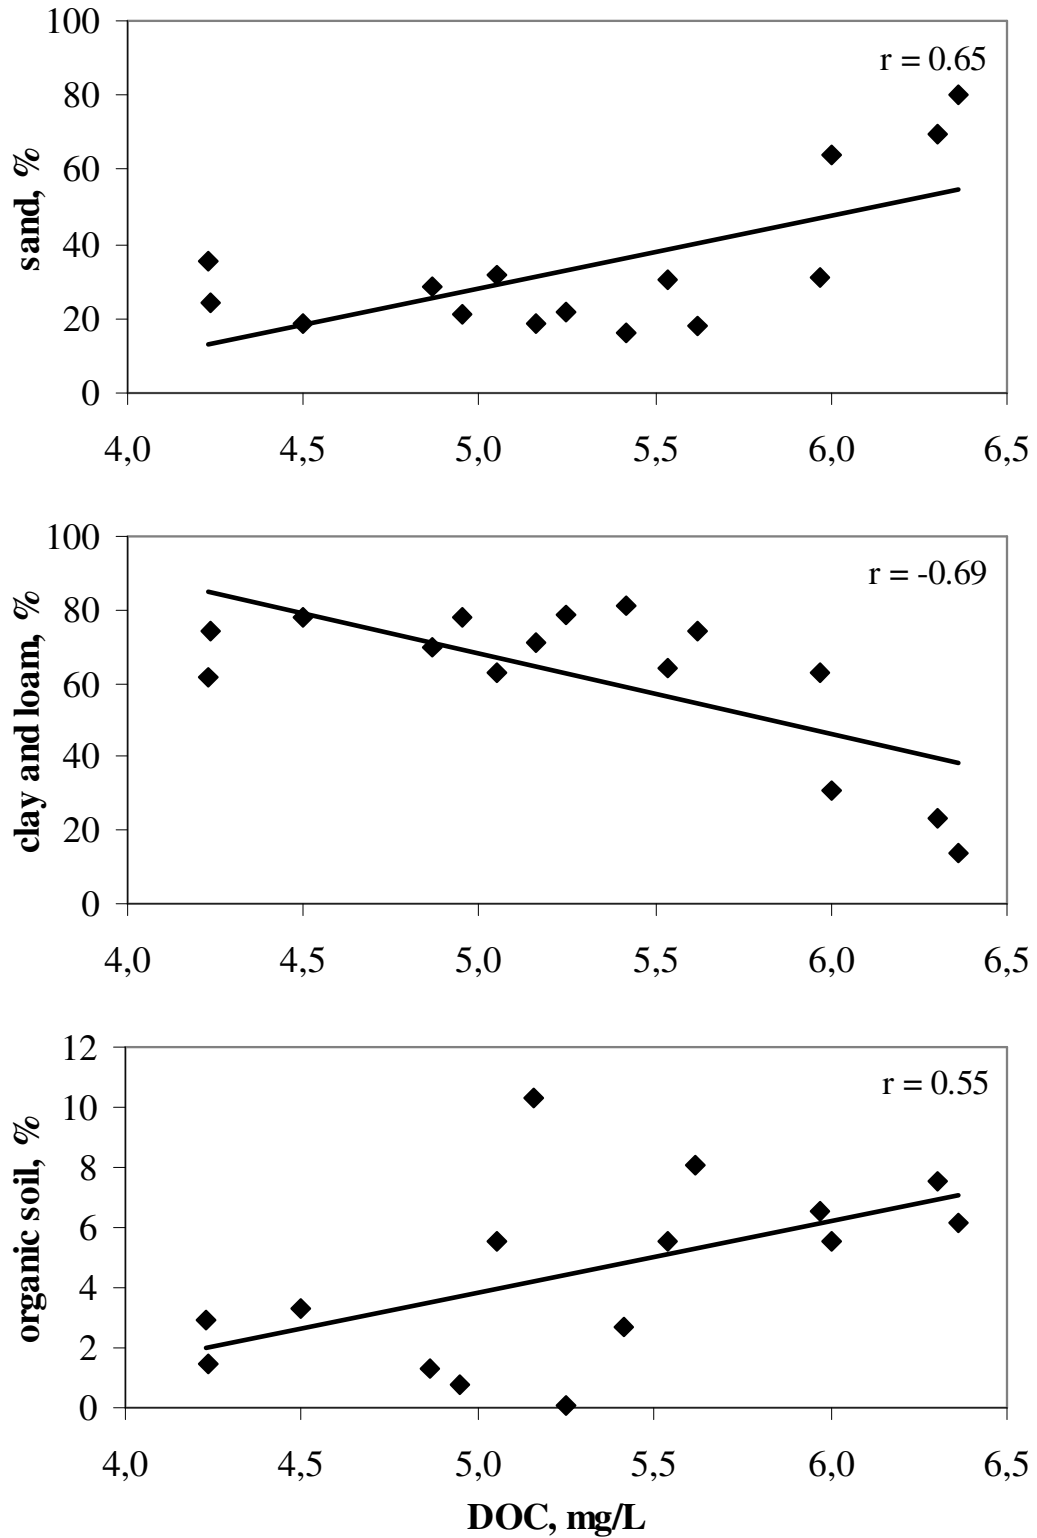 100
80
60
40
20
0
sand, %
r = 0.65
4,0 4,5 5,0 5,5 6,0 6,5
100
80
60
40
20
0
clay and loam, %
r = -0.69
4,0 4,5 5,0 5,5 6,0 6,5
12
10
8
6
4
2
0
organic soil, %
r = 0.55
4,0 4,5 5,0 5,5 6,0 6,5
DOC, mg/L